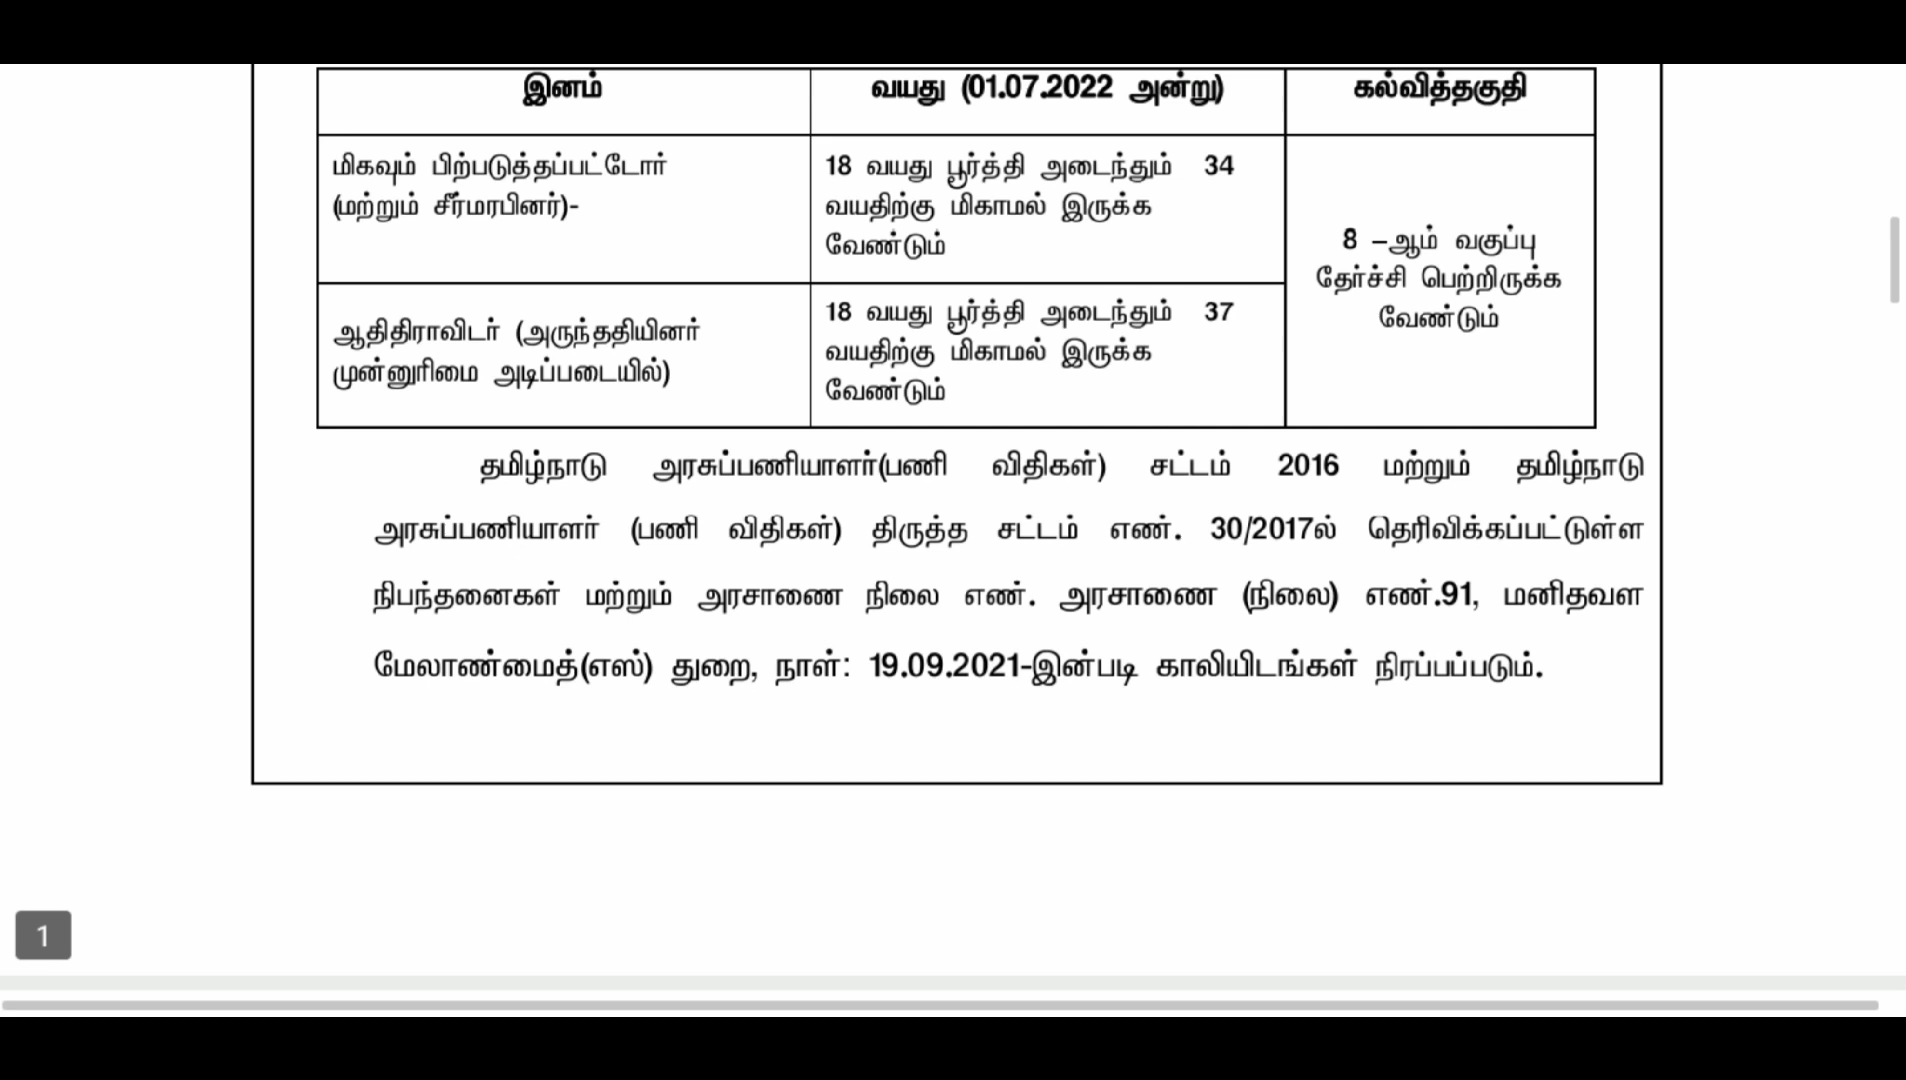 இனம்
வயது (01.07.2022 அன்று)
கல்வித்தகுதி
மிகவும் பிற்படுத்தப்பட்டோர்
(மற்றும் சீர்மரபினர்)-
18 வயது பூர்த்தி அடைந்தும் 34
வயதிற்கு மிகாமல் இருக்க
வேண்டும்
8 –ஆம் வகுப்பு
தேர்ச்சி பெற்றிருக்க
வேண்டும்
ஆதிதிராவிடர் (அருந்ததியினர்
முன்னுரிமை அடிப்படையில்)
18 வயது பூர்த்தி அடைந்தும் 37
வயதிற்கு மிகாமல் இருக்க
வேண்டும்
தமிழ்நாடு அரசுப்பணியாளர்(பணி விதிகள்) சட்டம் 2016 மற்றும் தமிழ்நாடு
அரசுப்பணியாளர் (பணி விதிகள்) திருத்த சட்டம் எண். 30/2017ல் தெரிவிக்கப்பட்டுள்ள
நிபந்தனைகள் மற்றும் அரசாணை நிலை எண். அரசாணை (நிலை) எண்.91, மனிதவள
மேலாண்மைத்(எஸ்) துறை, நாள்: 19.09.2021-இன்படி காலியிடங்கள் நிரப்பப்படும்.
1